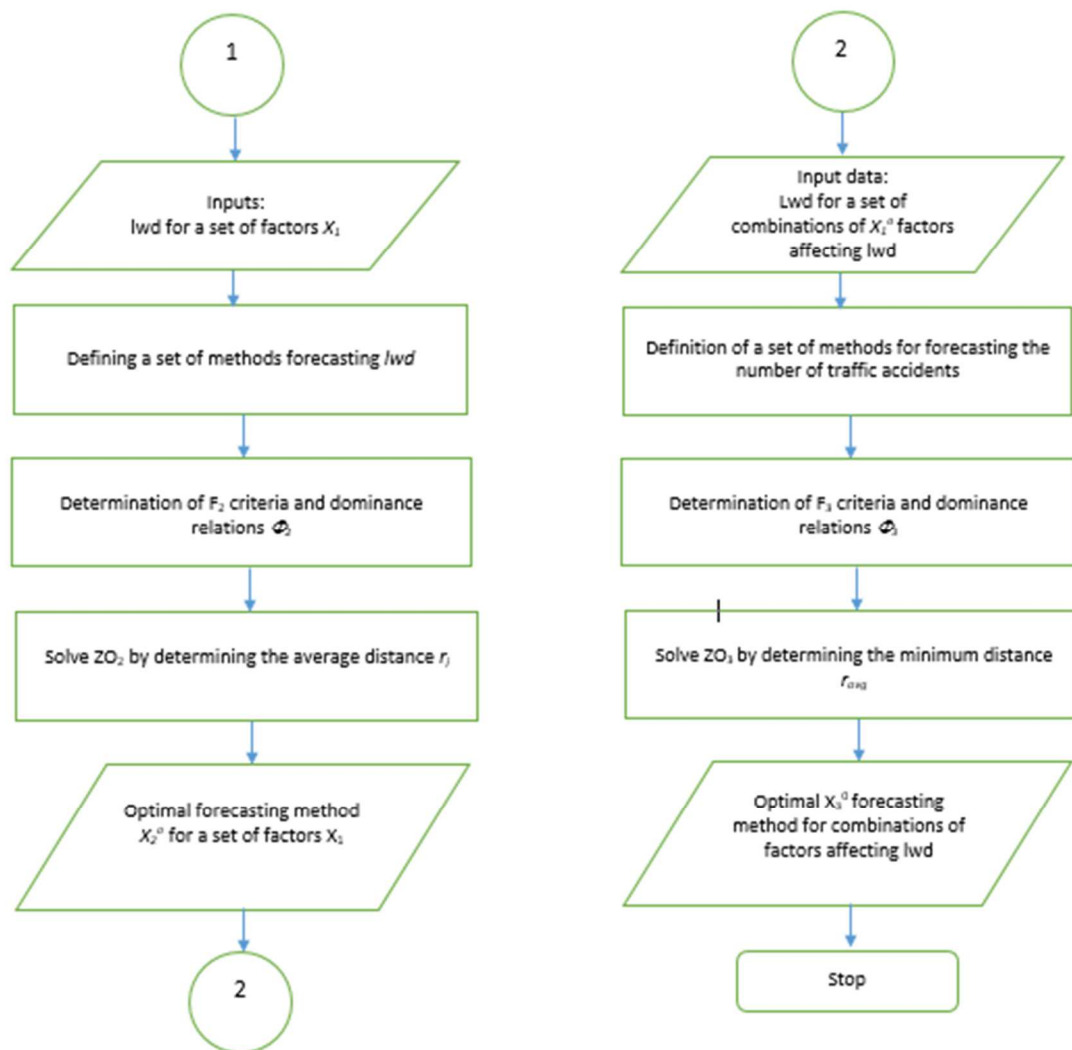 1
Inputs:
lwd for a set of factors X₁
Defining a set of methods forecasting lwd
Determination of F₂ criteria and dominance
relations Φ₂
Solve ZO₂ by determining the average distance rⱼ
Optimal forecasting method
X₂ᵒ for a set of factors X₁
2
2
Input data:
Lwd for a set of
combinations of X₁ᵒ factors
affecting lwd
Definition of a set of methods for forecasting the
number of traffic accidents
Determination of F₃ criteria and dominance
relations Φ₃
Solve ZO₃ by determining the minimum distance
r_avg
Optimal X₃ᵒ forecasting
method for combinations of
factors affecting lwd
Stop